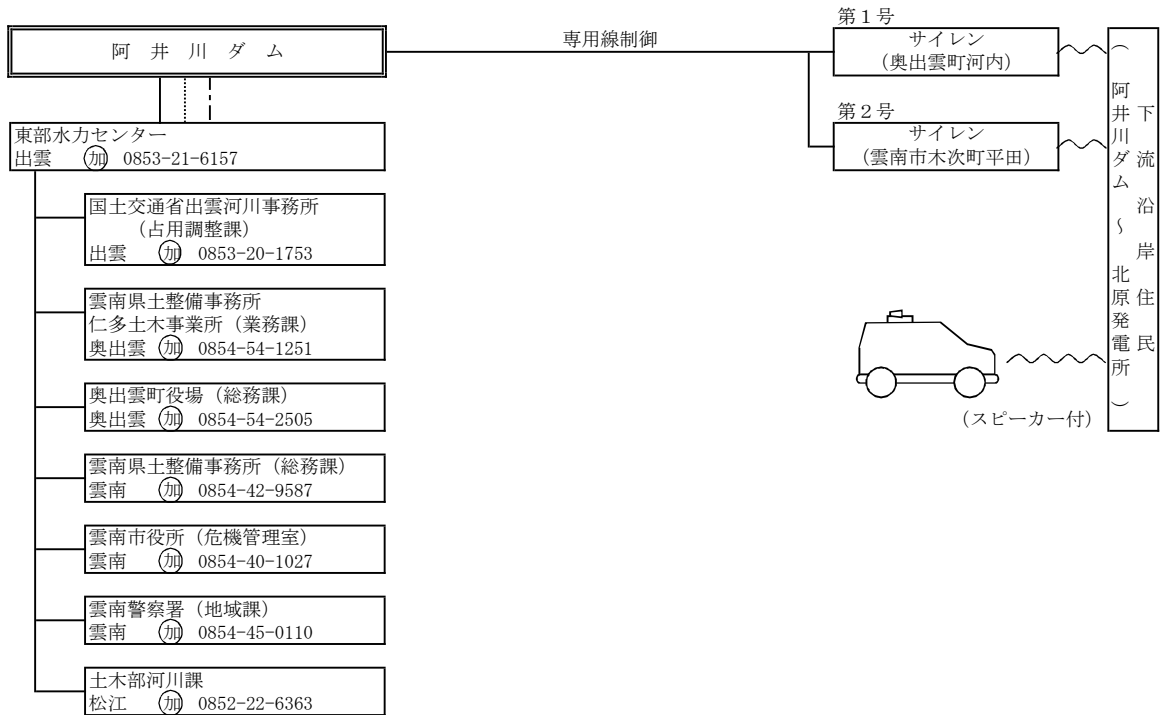 阿井川ダム
東部水力センター
出雲　㋕加 0853-21-6157
国土交通省出雲河川事務所
（占用調整課）
出雲　加 0853-20-1753
雲南県土整備事務所
仁多土木事業所（業務課）
奥出雲 加 0854-54-1251
奥出雲町役場（総務課）
奥出雲 加 0854-54-2505
雲南県土整備事務所（総務課）
雲南　加 0854-42-9587
雲南市役所（危機管理室）
雲南　加 0854-40-1027
雲南警察署（地域課）
雲南　加 0854-45-0110
土木部河川課
松江　加 0852-22-6363
専用線制御
第１号
サイレン
（奥出雲町河内）
第２号
サイレン
（雲南市木次町平田）
（スピーカー付）
下流沿岸住民
（阿井川ダム～北原発電所）